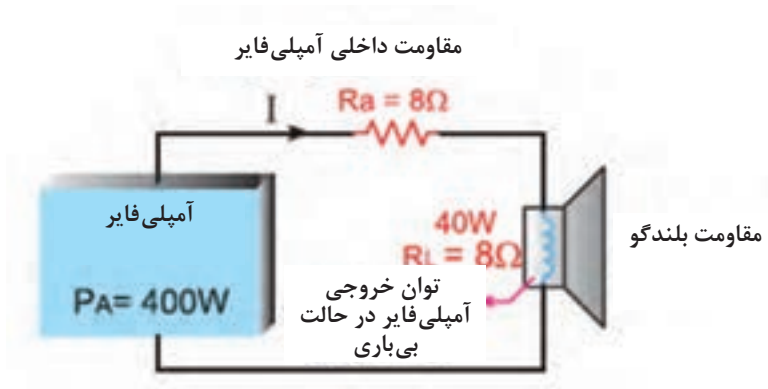 مقاومت داخلی آمپلی‌فایر
Ra = 8Ω
I
آمپلی‌فایر
PA= 400W
40W
RL = 8Ω
مقاومت بلندگو
توان خروجی
آمپلی‌فایر در حالت
بی‌باری